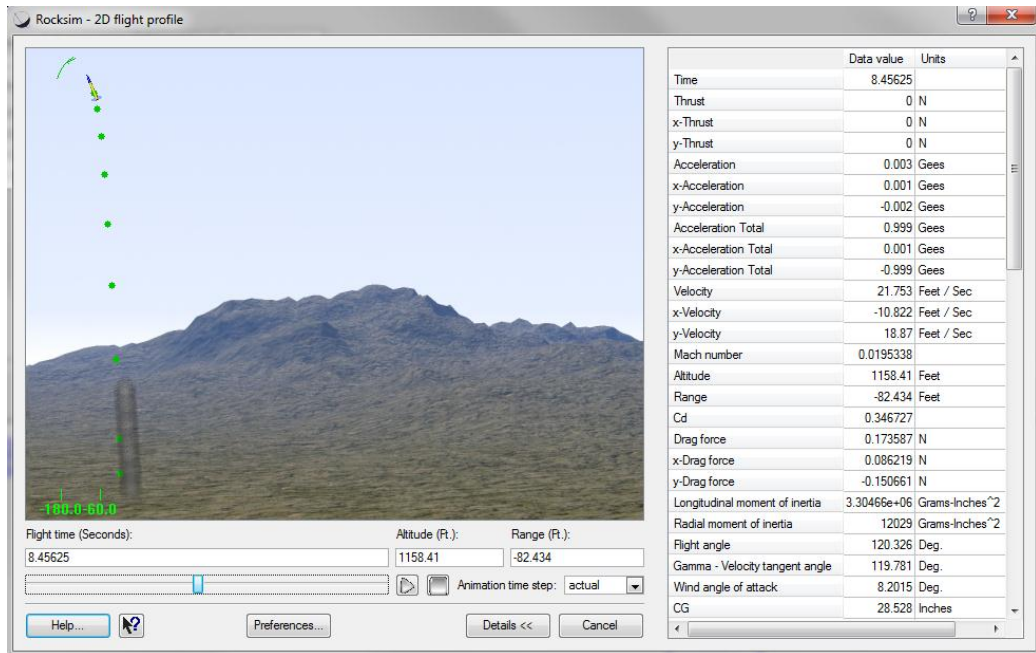 Rocksim - 2D flight profile
-180.0-60.0
Flight time (Seconds): Altitude (Ft.): Range (Ft.):
8.45625 1158.41 -82.434
Animation time step: actual
Help... Preferences... Details << Cancel
Data value Units
Time 8.45625
Thrust 0 N
x-Thrust 0 N
y-Thrust 0 N
Acceleration 0.003 Gees
x-Acceleration 0.001 Gees
y-Acceleration -0.002 Gees
Acceleration Total 0.999 Gees
x-Acceleration Total 0.001 Gees
y-Acceleration Total -0.999 Gees
Velocity 21.753 Feet / Sec
x-Velocity -10.822 Feet / Sec
y-Velocity 18.87 Feet / Sec
Mach number 0.0195338
Altitude 1158.41 Feet
Range -82.434 Feet
Cd 0.346727
Drag force 0.173587 N
x-Drag force 0.086219 N
y-Drag force -0.150661 N
Longitudinal moment of inertia 3.30466e+06 Grams-Inches^2
Radial moment of inertia 12029 Grams-Inches^2
Flight angle 120.326 Deg.
Gamma - Velocity tangent angle 119.781 Deg.
Wind angle of attack 8.2015 Deg.
CG 28.528 Inches